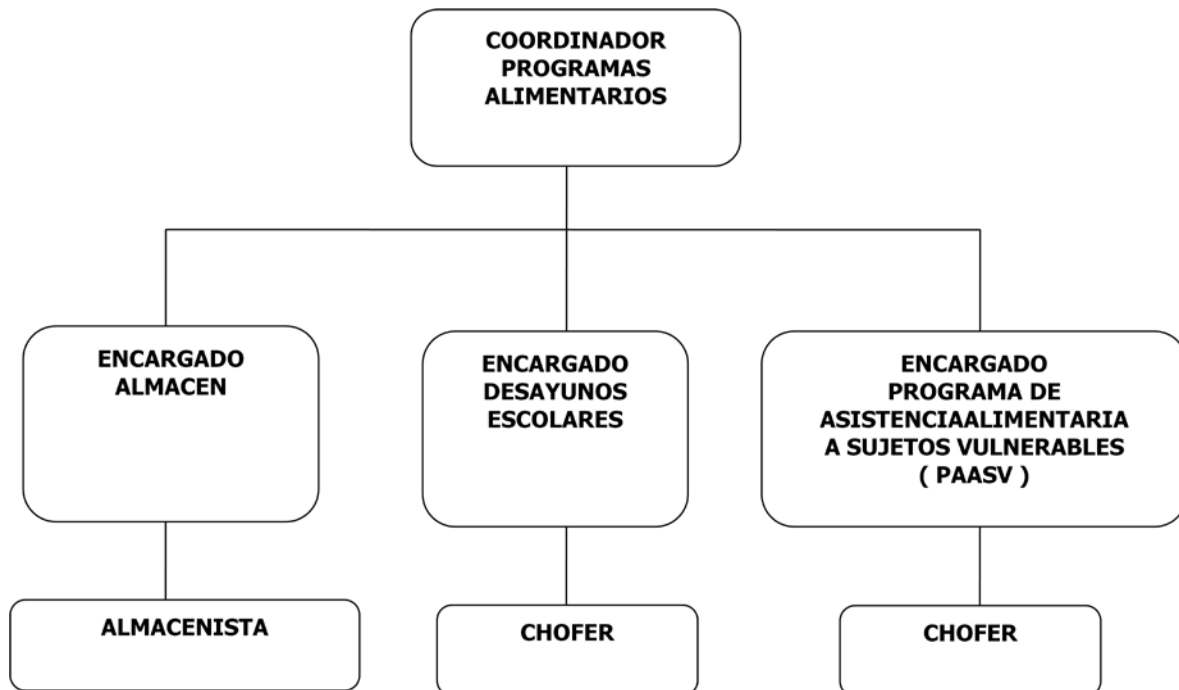 COORDINADOR
PROGRAMAS
ALIMENTARIOS
ENCARGADO
ALMACEN
ENCARGADO
DESAYUNOS
ESCOLARES
ENCARGADO
PROGRAMA DE
ASISTENCIAALIMENTARIA
A SUJETOS VULNERABLES
( PAASV )
ALMACENISTA
CHOFER
CHOFER